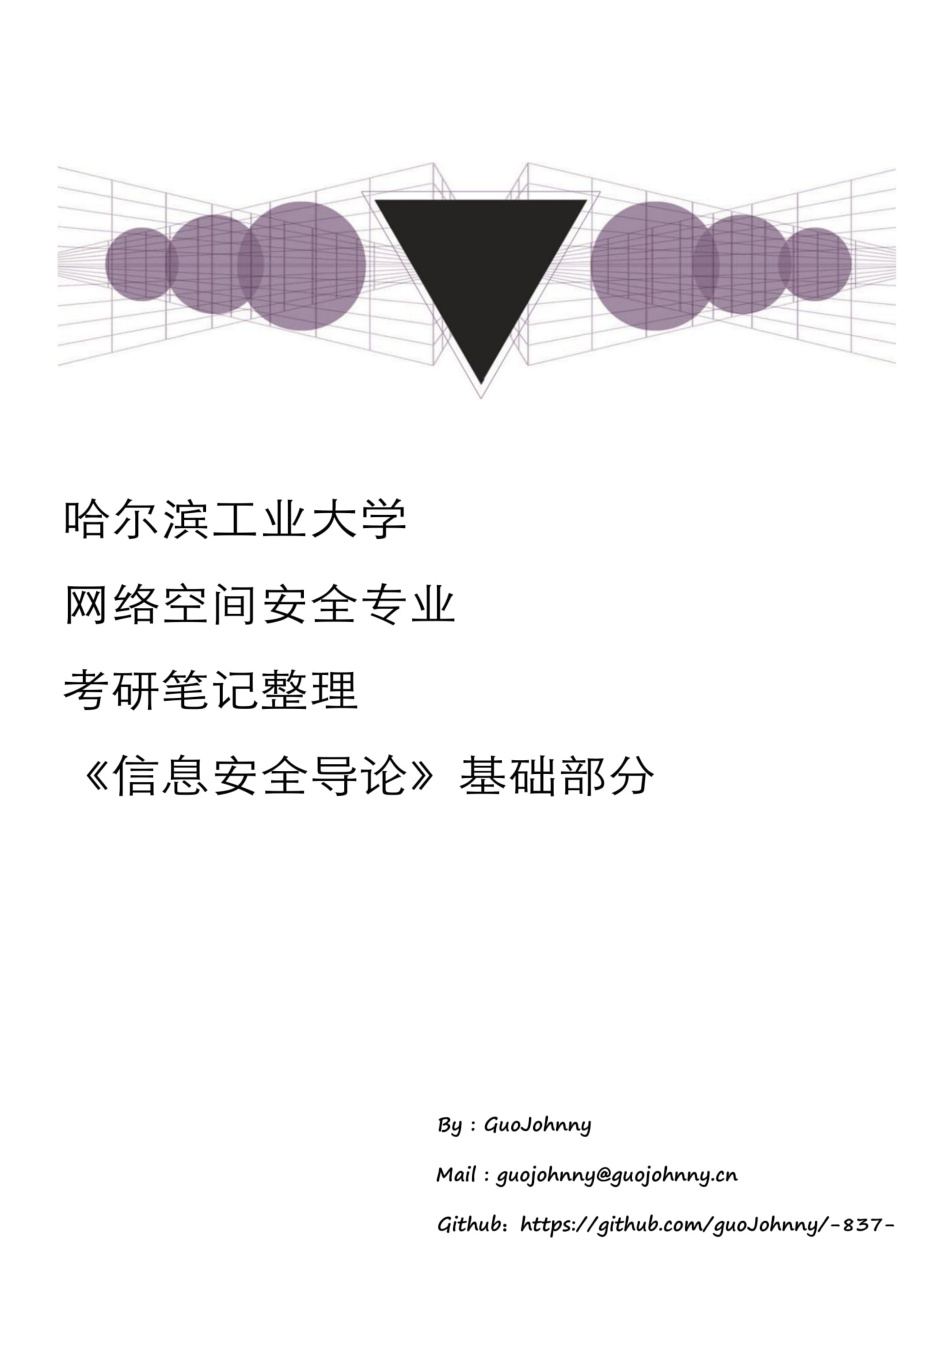 哈尔滨工业大学
网络空间安全专业
考研笔记整理
《信息安全导论》基础部分
By：GuoJohnny
Mail：guojohnny@guojohnny.cn
Github：https://github.com/guoJohnny/-837-